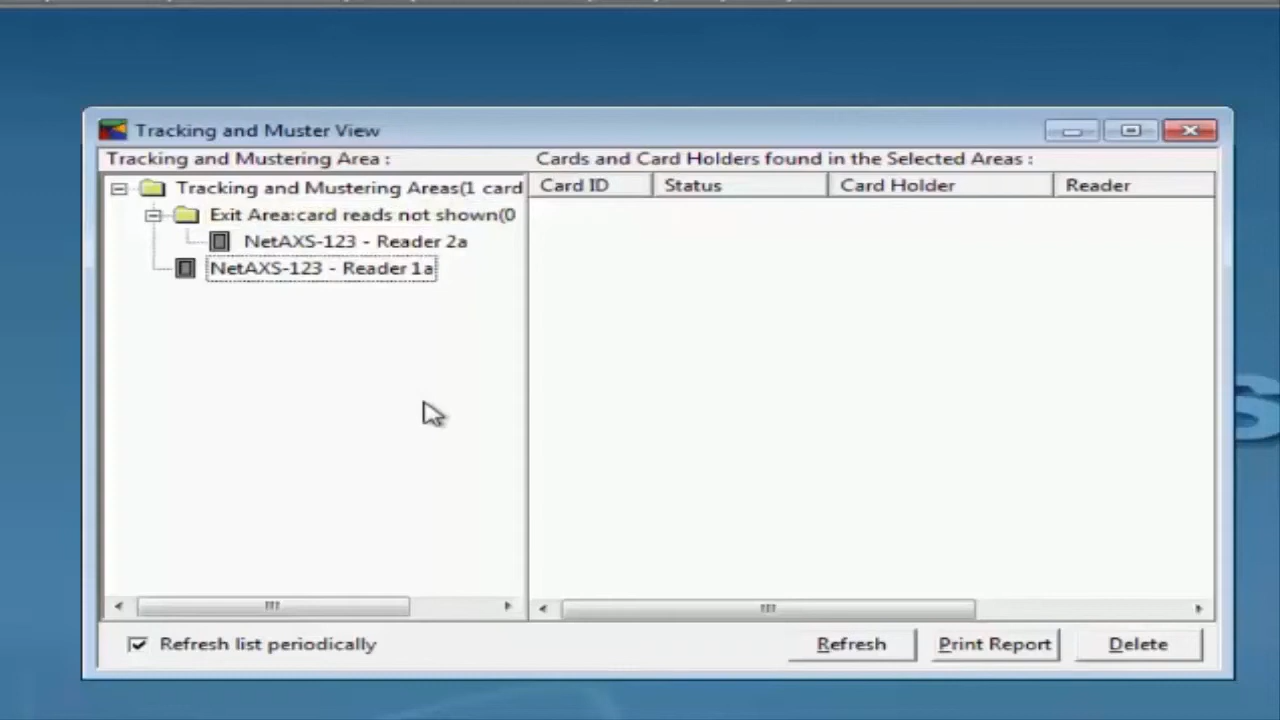 Tracking and Muster View
Tracking and Mustering Area :
Cards and Card Holders found in the Selected Areas :
Tracking and Mustering Areas(1 card
Exit Area:card reads not shown(0
NetAXS-123 - Reader 2a
NetAXS-123 - Reader 1a
Card ID Status Card Holder Reader
S
Refresh list periodically
Refresh Print Report Delete